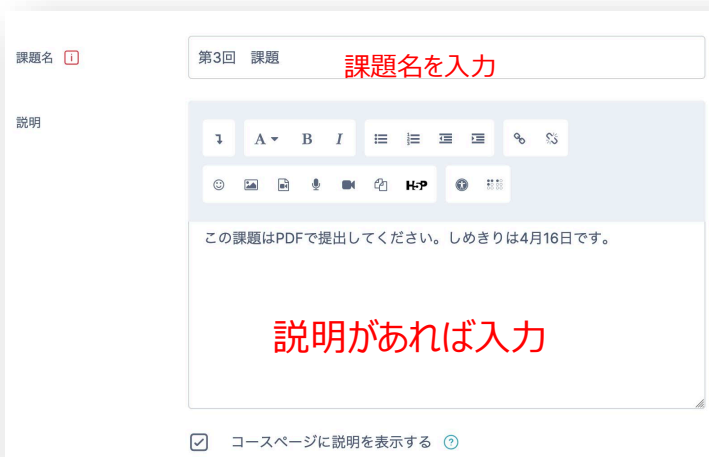 課題名
第3回　課題
課題名を入力
説明
A
B
I
H5P
この課題はPDFで提出してください。しめきりは4月16日です。
説明があれば入力
コースページに説明を表示する